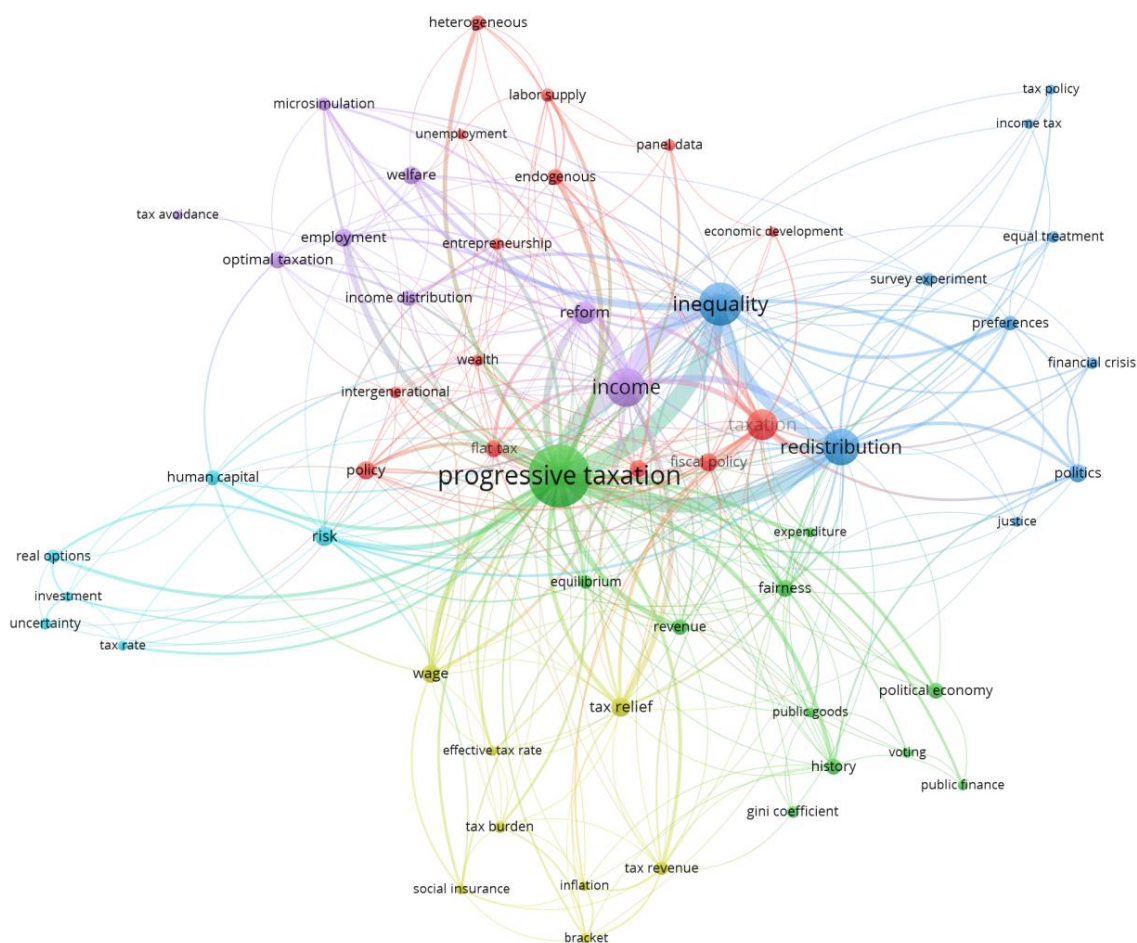 heterogeneous
tax policy
labor supply
microsimulation
income tax
unemployment
panel data
welfare
endogenous
tax avoidance
economic development
employment
entrepreneurship
equal treatment
optimal taxation
survey experiment
income distribution
inequality
reform
preferences
wealth
financial crisis
income
intergenerational
taxation
flat tax
redistribution
fiscal policy
policy
progressive taxation
human capital
politics
justice
expenditure
risk
real options
equilibrium
fairness
investment
uncertainty
revenue
tax rate
wage
political economy
tax relief
public goods
effective tax rate
voting
history
public finance
gini coefficient
tax burden
tax revenue
social insurance
inflation
bracket